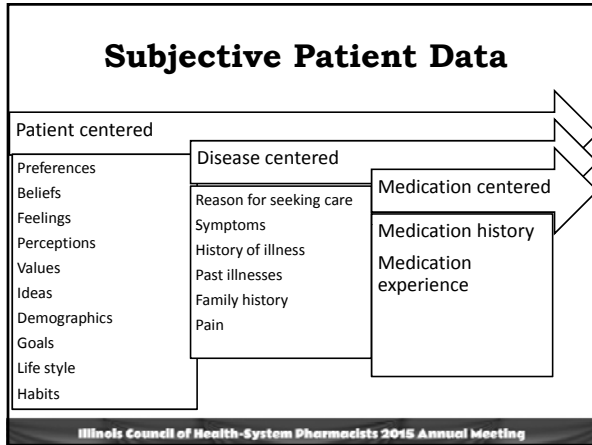 Subjective Patient Data
Patient centered
Preferences
Beliefs
Feelings
Perceptions
Values
Ideas
Demographics
Goals
Life style
Habits
Disease centered
Reason for seeking care
Symptoms
History of illness
Past illnesses
Family history
Pain
Medication centered
Medication history
Medication
experience
Illinois Council of Health-System Pharmacists 2015 Annual Meeting